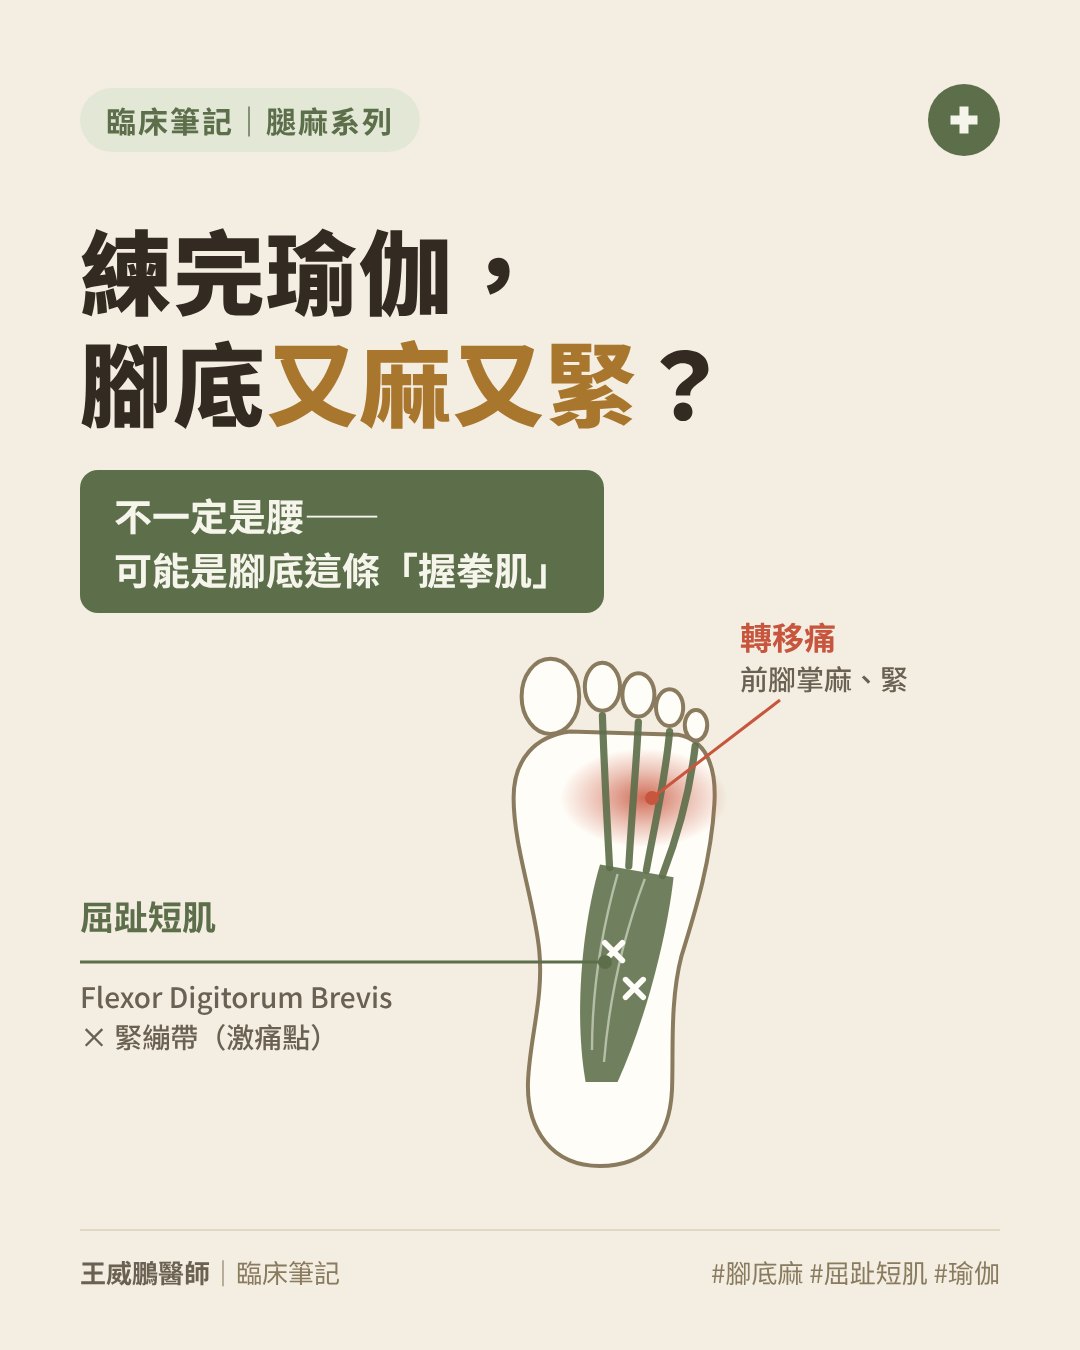 臨床筆記｜腿麻系列
練完瑜伽，
腳底又麻又緊？
不一定是腰——
可能是腳底這條「握拳肌」
轉移痛
前腳掌麻、緊
屈趾短肌
Flexor Digitorum Brevis
× 緊繃帶（激痛點）
王威鵬醫師｜臨床筆記
#腳底麻 #屈趾短肌 #瑜伽